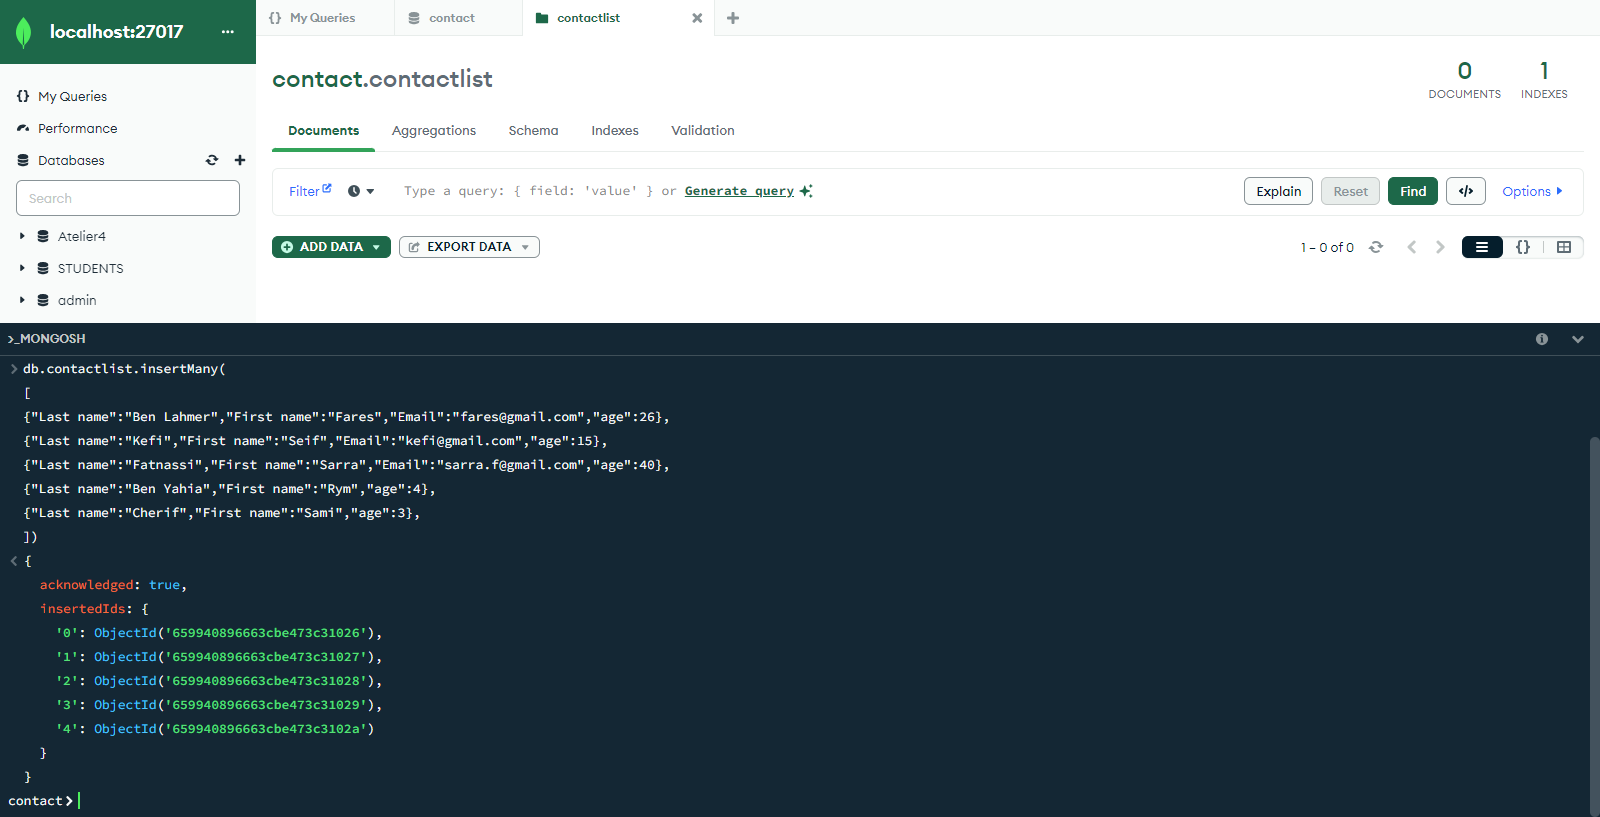 localhost:27017 ...
{} My Queries
contact
contactlist
My Queries
Performance
Databases
Search
Atelier4
STUDENTS
admin
contact.contactlist
0 DOCUMENTS
1 INDEXES
Documents Aggregations Schema Indexes Validation
Filter Type a query: { field: 'value' } or Generate query Explain Reset Find </> Options
ADD DATA EXPORT DATA 1 – 0 of 0 {}
>_MONGOSH
> db.contactlist.insertMany(
[
{"Last name":"Ben Lahmer","First name":"Fares","Email":"fares@gmail.com","age":26},
{"Last name":"Kefi","First name":"Seif","Email":"kefi@gmail.com","age":15},
{"Last name":"Fatnassi","First name":"Sarra","Email":"sarra.f@gmail.com","age":40},
{"Last name":"Ben Yahia","First name":"Rym","age":4},
{"Last name":"Cherif","First name":"Sami","age":3},
])
< {
acknowledged: true,
insertedIds: {
'0': ObjectId('659940896663cbe473c31026'),
'1': ObjectId('659940896663cbe473c31027'),
'2': ObjectId('659940896663cbe473c31028'),
'3': ObjectId('659940896663cbe473c31029'),
'4': ObjectId('659940896663cbe473c3102a')
}
}
contact>